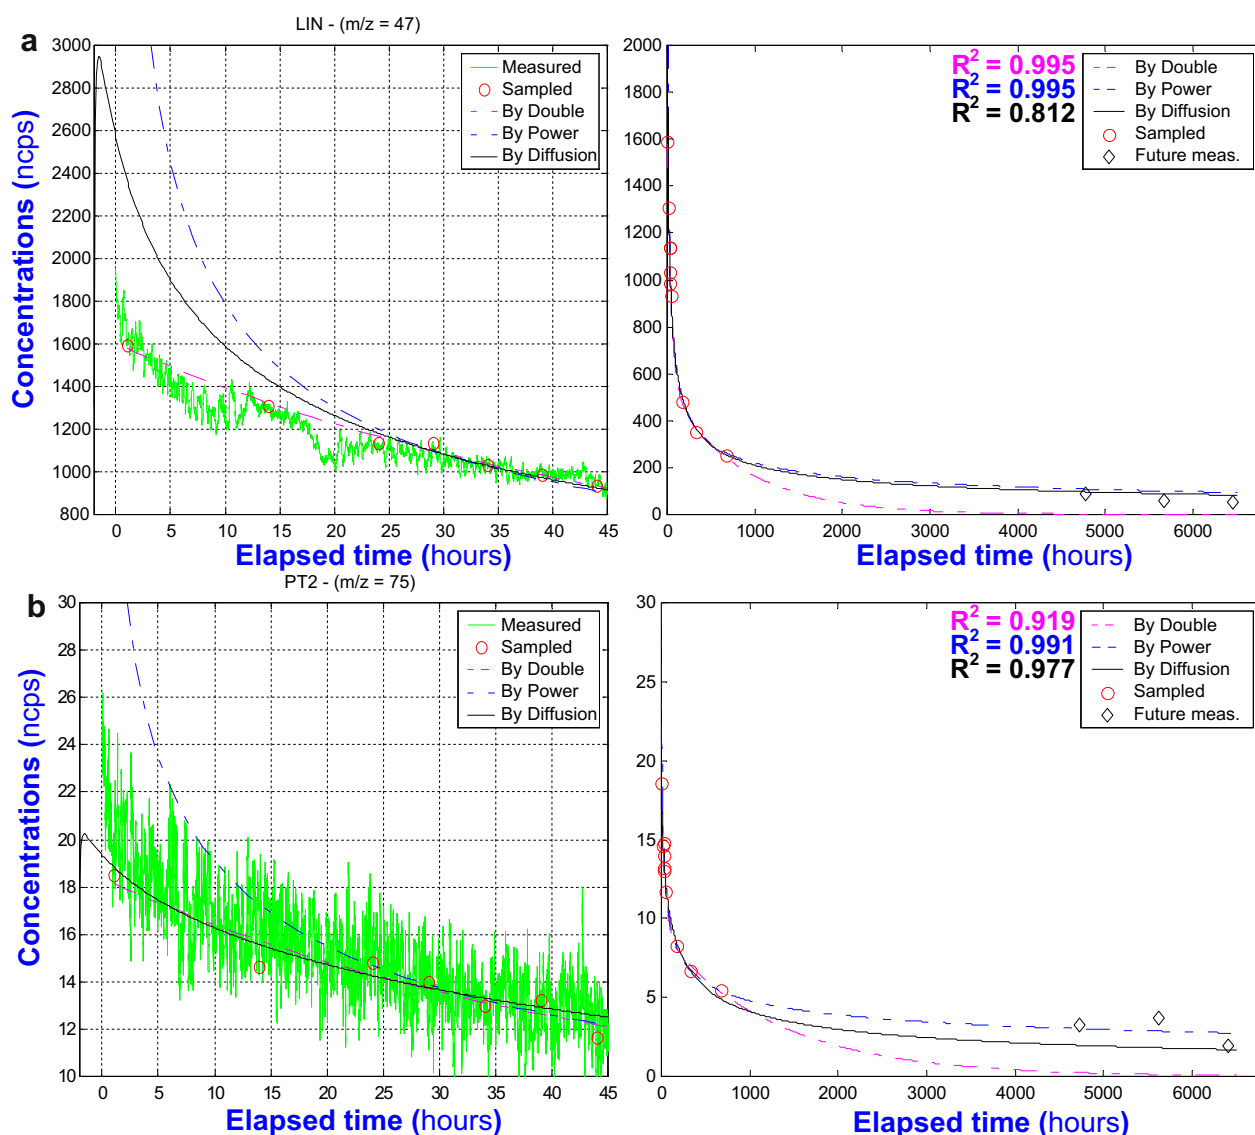 a
LIN - (m/z = 47)
Concentrations (ncps)
3000
2800
2600
2400
2200
2000
1800
1600
1400
1200
1000
800
0 5 10 15 20 25 30 35 40 45
Elapsed time (hours)
Measured
Sampled
By Double
By Power
By Diffusion
2000
1800
1600
1400
1200
1000
800
600
400
200
0
0 1000 2000 3000 4000 5000 6000
Elapsed time (hours)
R² = 0.995
R² = 0.995
R² = 0.812
By Double
By Power
By Diffusion
Sampled
Future meas.
b
PT2 - (m/z = 75)
Concentrations (ncps)
30
28
26
24
22
20
18
16
14
12
10
0 5 10 15 20 25 30 35 40 45
Elapsed time (hours)
Measured
Sampled
By Double
By Power
By Diffusion
30
25
20
15
10
5
0
0 1000 2000 3000 4000 5000 6000
Elapsed time (hours)
R² = 0.919
R² = 0.991
R² = 0.977
By Double
By Power
By Diffusion
Sampled
Future meas.